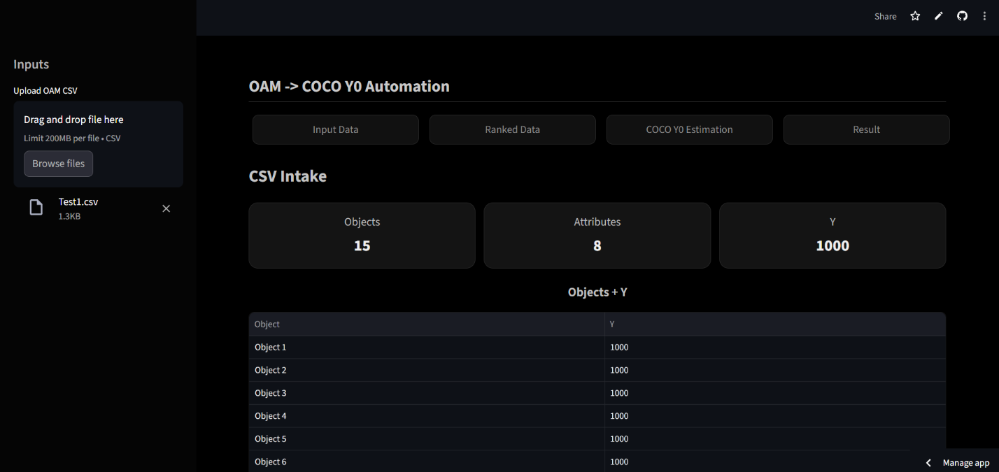 Share
Inputs
Upload OAM CSV
Drag and drop file here
Limit 200MB per file • CSV
Browse files
Test1.csv
1.3KB
OAM -> COCO Y0 Automation
Input Data
Ranked Data
COCO Y0 Estimation
Result
CSV Intake
Objects
15
Attributes
8
Y
1000
Objects + Y
Object Y
Object 1 1000
Object 2 1000
Object 3 1000
Object 4 1000
Object 5 1000
Object 6 1000
Manage app